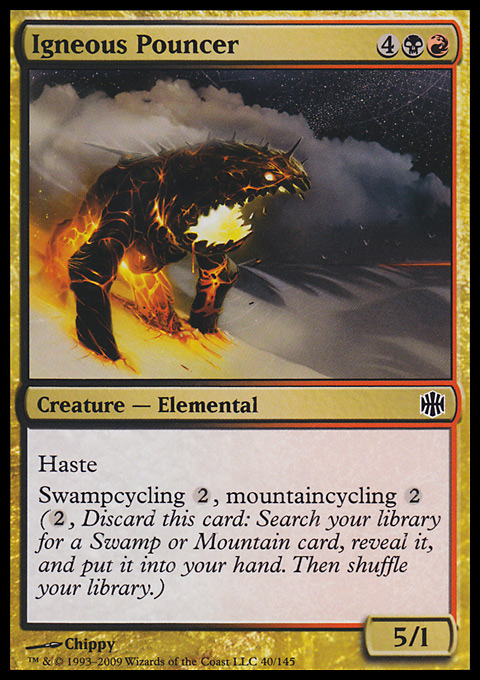 Igneous Pouncer 4
Creature — Elemental
Haste
Swampcycling 2, mountaincycling 2
(2, Discard this card: Search your library
for a Swamp or Mountain card, reveal it,
and put it into your hand. Then shuffle
your library.)
5/1
Chippy
™ & © 1993–2009 Wizards of the Coast LLC 40/145